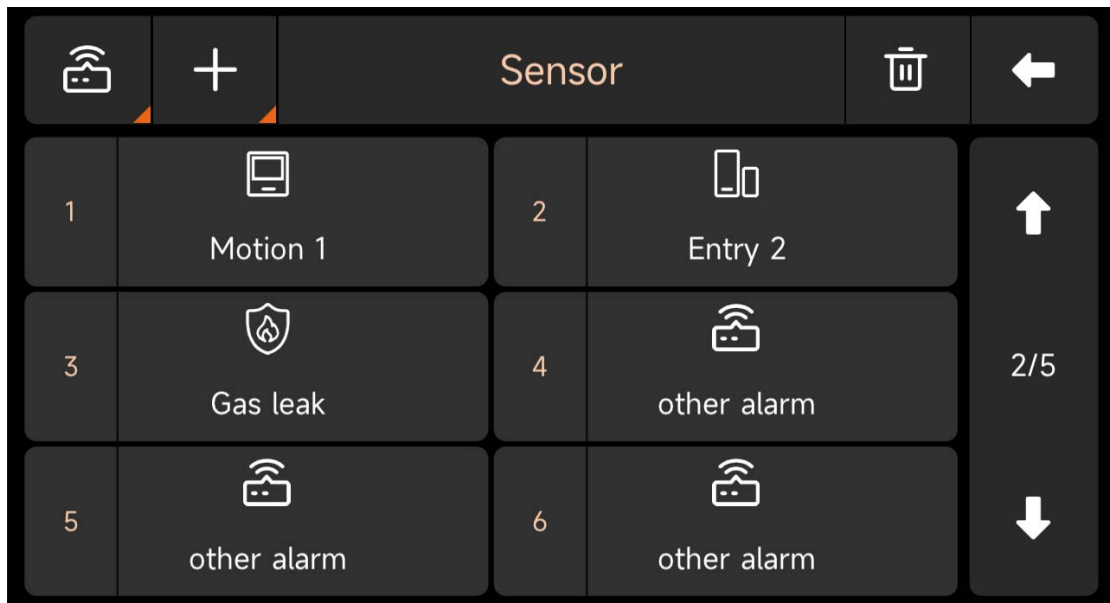 Sensor
1
Motion 1
2
Entry 2
3
Gas leak
4
other alarm
2/5
5
other alarm
6
other alarm